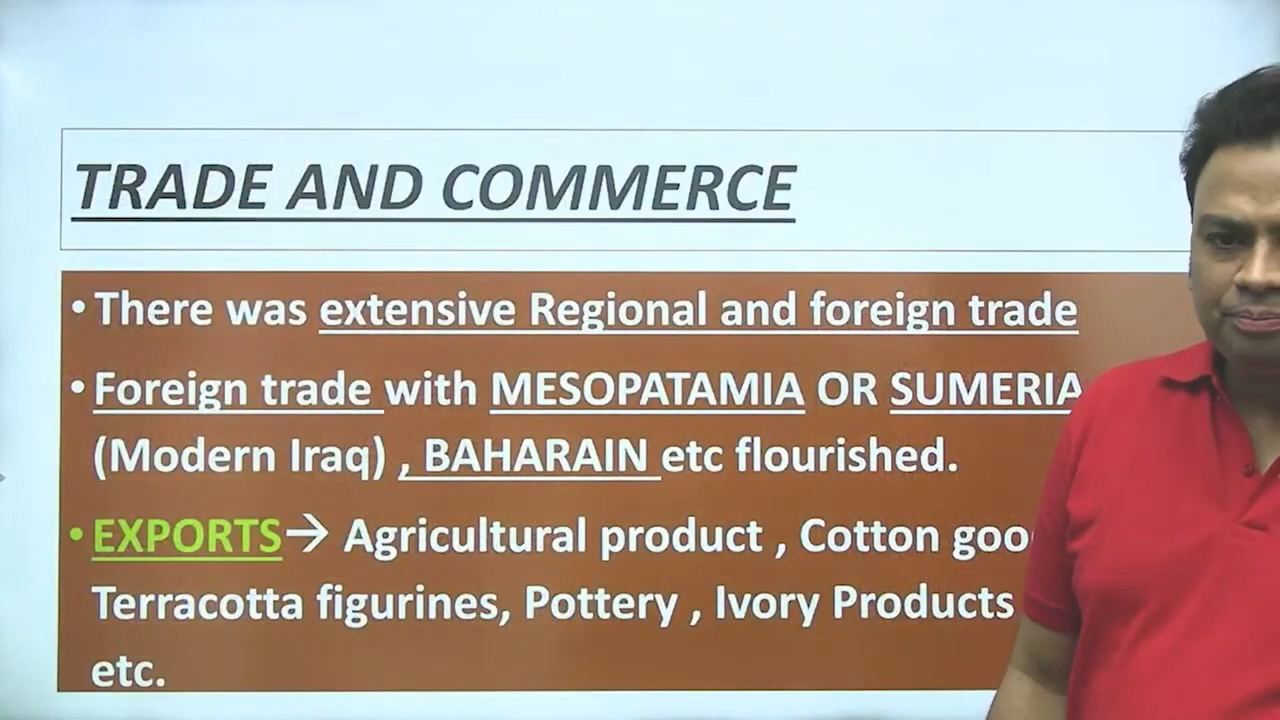 TRADE AND COMMERCE
• There was extensive Regional and foreign trade
• Foreign trade with MESOPATAMIA OR SUMERIA
(Modern Iraq) , BAHARAIN etc flourished.
• EXPORTS→ Agricultural product , Cotton
Terracotta figurines, Pottery , Ivory Products
etc.